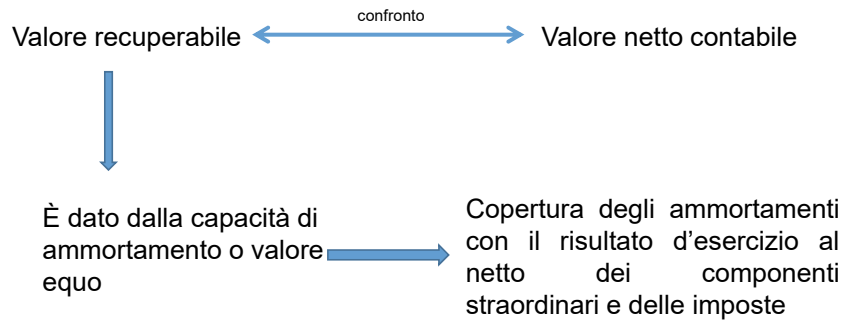 confronto
Valore recuperabile
Valore netto contabile
È dato dalla capacità di
ammortamento o valore
equo
Copertura degli ammortamenti
con il risultato d'esercizio al
netto dei componenti
straordinari e delle imposte